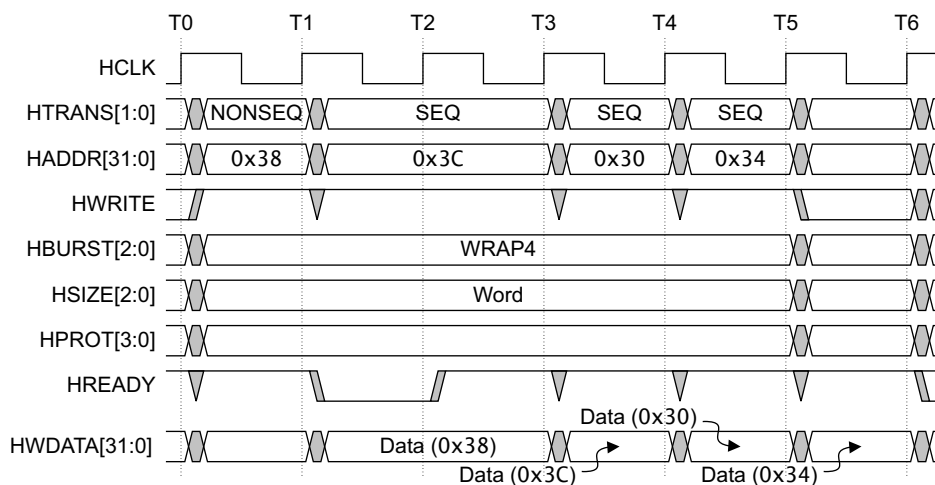 T0 T1 T2 T3 T4 T5 T6
HCLK
HTRANS[1:0] NONSEQ SEQ SEQ SEQ
HADDR[31:0] 0x38 0x3C 0x30 0x34
HWRITE
HBURST[2:0] WRAP4
HSIZE[2:0] Word
HPROT[3:0]
HREADY
Data (0x30)
HWDATA[31:0] Data (0x38)
Data (0x3C) Data (0x34)